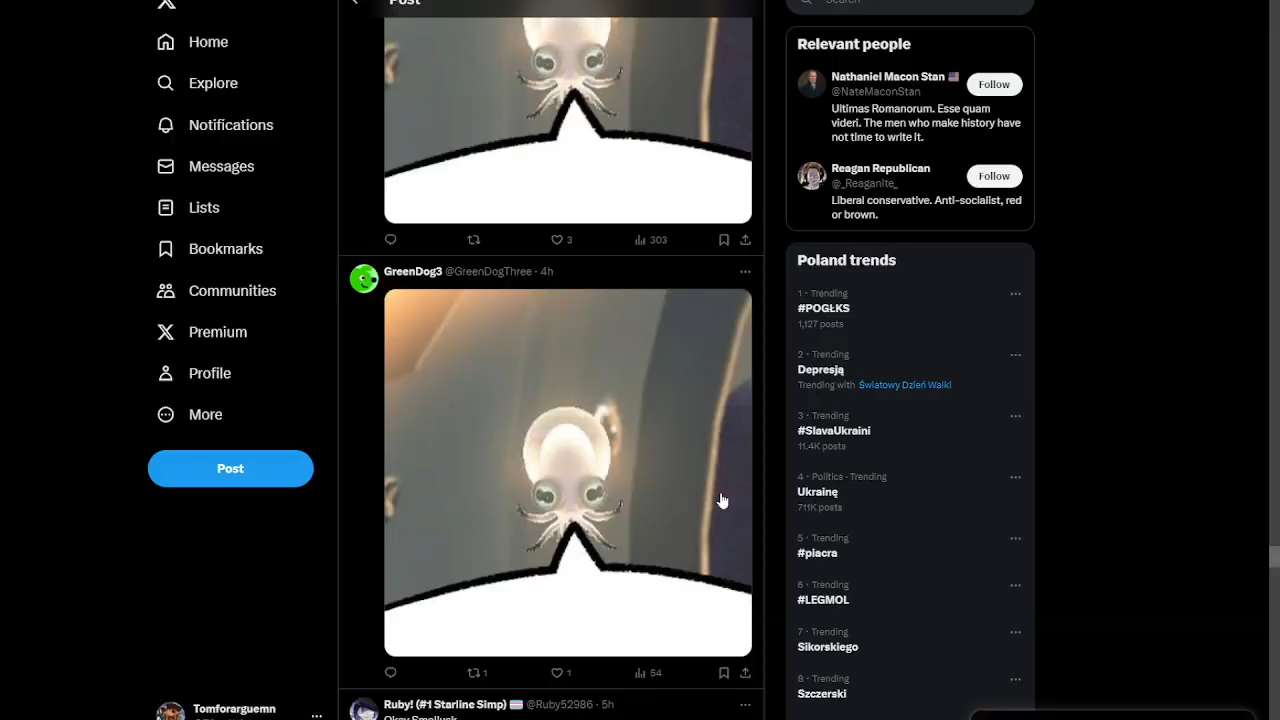 Post
Search
Home
Explore
Notifications
Messages
Lists
Bookmarks
Communities
Premium
Profile
More
Post
Tomforarguemn
3
303
GreenDog3 @GreenDogThree · 4h
1
1
54
Ruby! (#1 Starline Simp) @Ruby52986 · 5h
Okay Smollusk
Relevant people
Nathaniel Macon Stan
@NateMaconStan
Follow
Ultimas Romanorum. Esse quam
videri. The men who make history have
not time to write it.
Reagan Republican
@_Reaganite_
Follow
Liberal conservative. Anti-socialist, red
or brown.
Poland trends
1 · Trending
#POGŁKS
1,127 posts
2 · Trending
Depresją
Trending with Światowy Dzień Walki
3 · Trending
#SlavaUkraini
11.4K posts
4 · Politics · Trending
Ukrainę
711K posts
5 · Trending
#piacra
6 · Trending
#LEGMOL
7 · Trending
Sikorskiego
8 · Trending
Szczerski